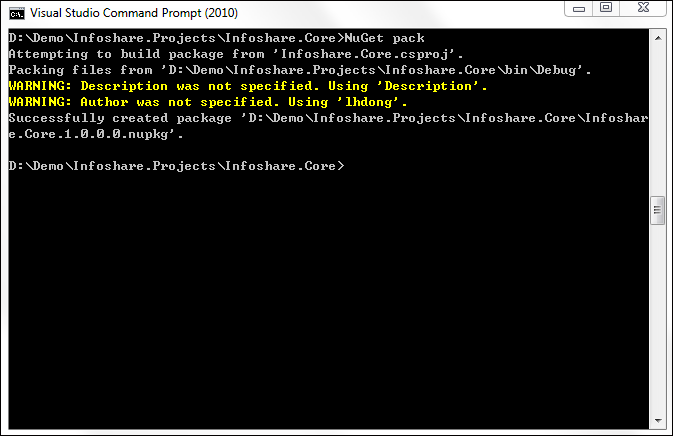 Visual Studio Command Prompt (2010)
D:\Demo\Infoshare.Projects\Infoshare.Core>NuGet pack
Attempting to build package from 'Infoshare.Core.csproj'.
Packing files from 'D:\Demo\Infoshare.Projects\Infoshare.Core\bin\Debug'.
WARNING: Description was not specified. Using 'Description'.
WARNING: Author was not specified. Using 'lhdong'.
Successfully created package 'D:\Demo\Infoshare.Projects\Infoshare.Core\Infoshar
e.Core.1.0.0.0.nupkg'.
D:\Demo\Infoshare.Projects\Infoshare.Core>